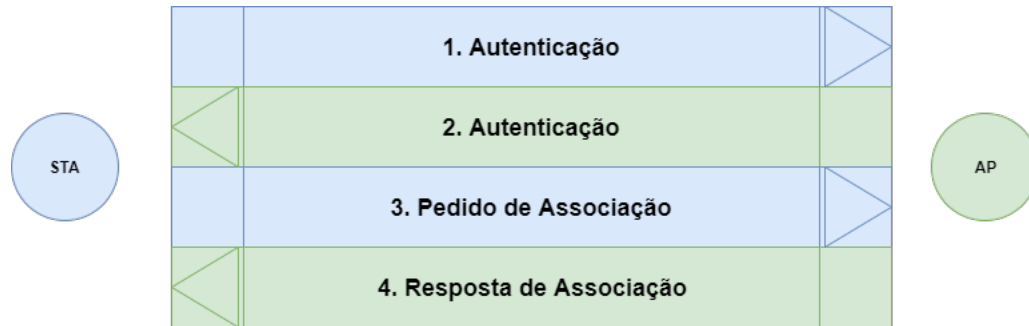 1. Autenticação
2. Autenticação
STA
AP
3. Pedido de Associação
4. Resposta de Associação